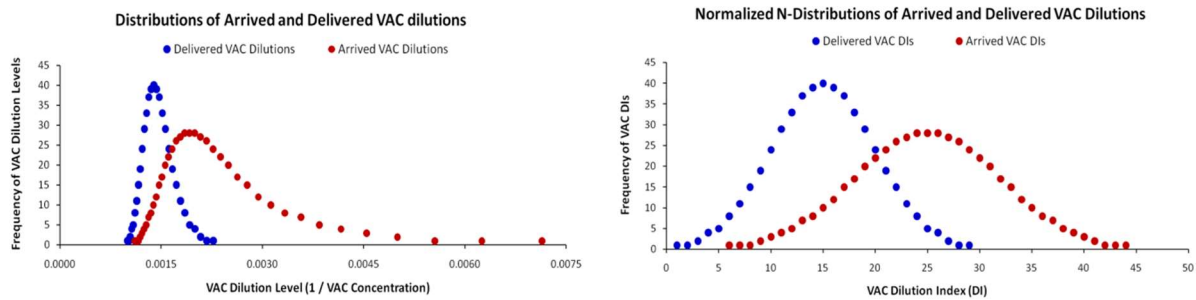 Distributions of Arrived and Delivered VAC dilutions
Delivered VAC Dilutions Arrived VAC Dilutions
Frequency of VAC Dilution Levels
45
40
35
30
25
20
15
10
5
0
0.0000 0.0015 0.0030 0.0045 0.0060 0.0075
VAC Dilution Level (1 / VAC Concentration)
Normalized N-Distributions of Arrived and Delivered VAC Dilutions
Delivered VAC DIs Arrived VAC DIs
Frequency of VAC DIs
45
40
35
30
25
20
15
10
5
0
0 5 10 15 20 25 30 35 40 45 50
VAC Dilution Index (DI)